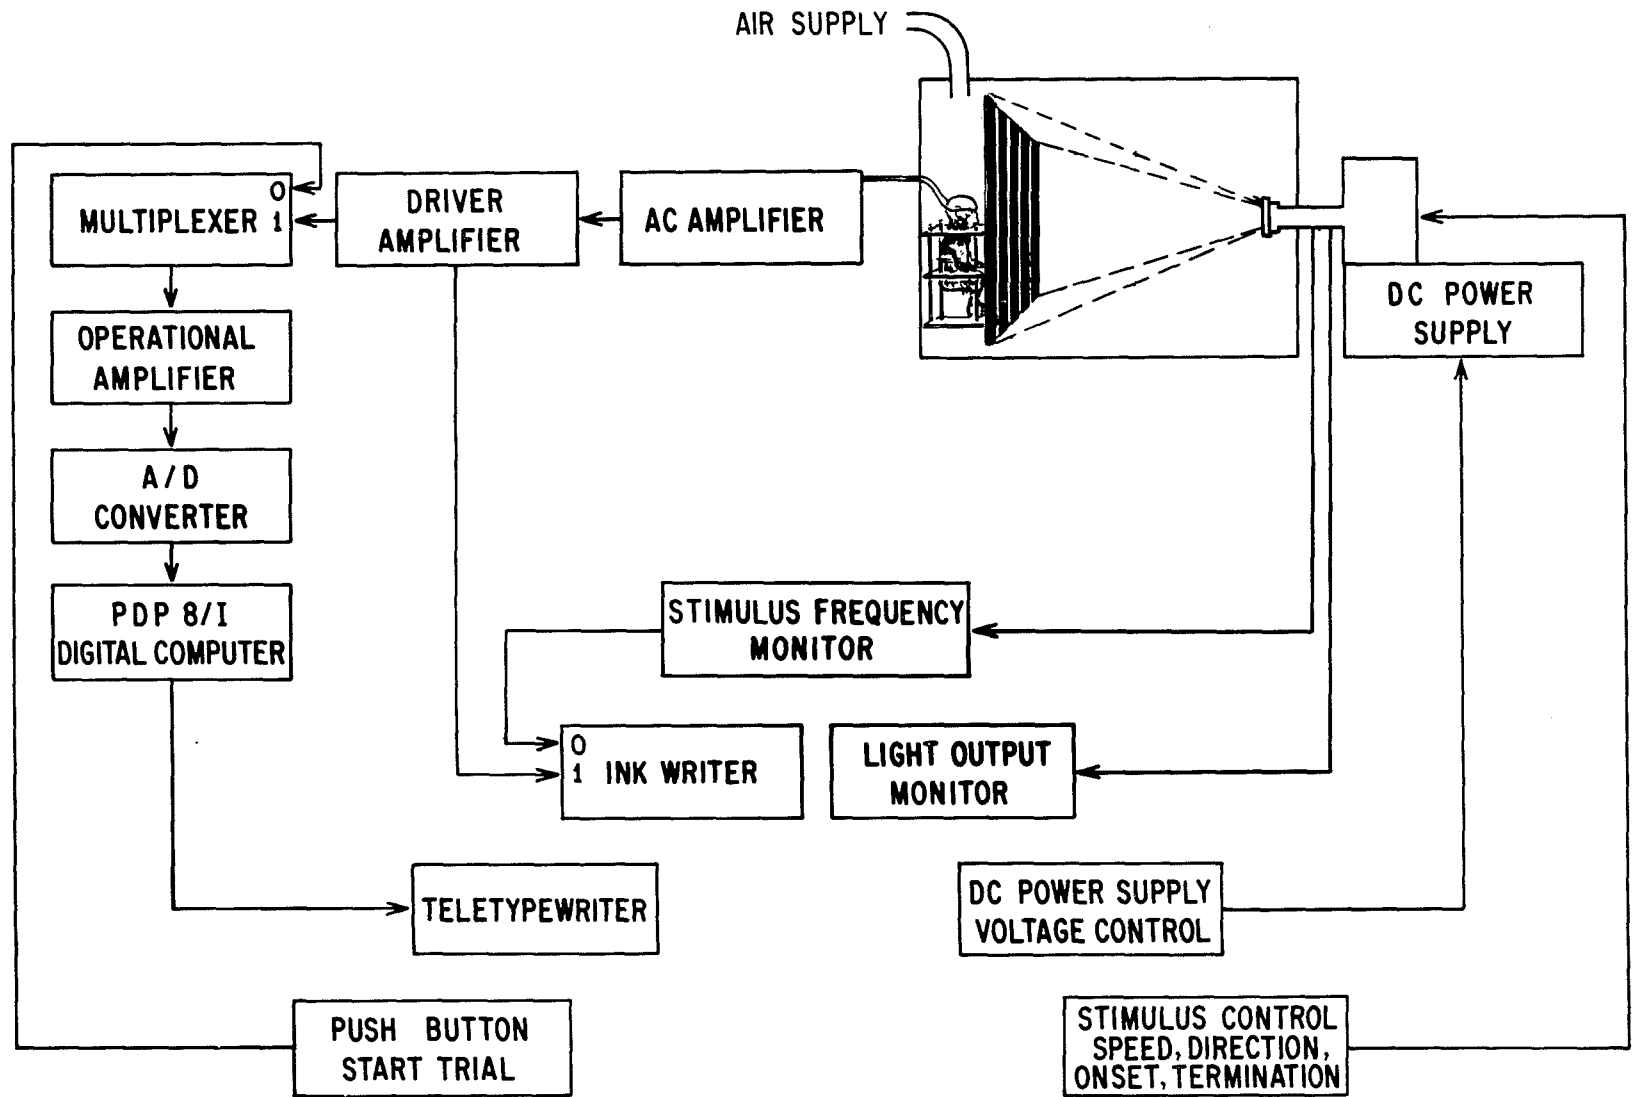 AIR SUPPLY
0
MULTIPLEXER 1
DRIVER
AMPLIFIER
AC AMPLIFIER
DC POWER
SUPPLY
OPERATIONAL
AMPLIFIER
A/D
CONVERTER
PDP 8/I
DIGITAL COMPUTER
STIMULUS FREQUENCY
MONITOR
0
1 INK WRITER
LIGHT OUTPUT
MONITOR
TELETYPEWRITER
DC POWER SUPPLY
VOLTAGE CONTROL
PUSH BUTTON
START TRIAL
STIMULUS CONTROL
SPEED, DIRECTION,
ONSET, TERMINATION